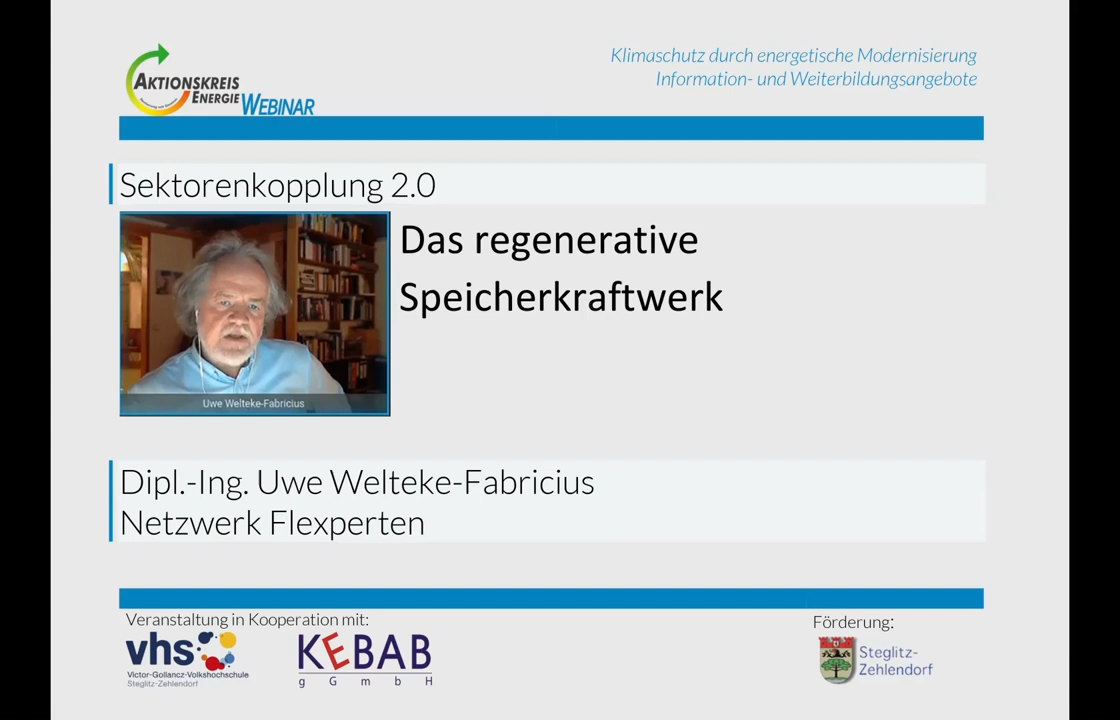 Klimaschutz durch energetische Modernisierung
Information- und Weiterbildungsangebote
AKTIONSKREIS
ENERGIE WEBINAR
Sektorenkopplung 2.0
Das regenerative
Speicherkraftwerk
Uwe Welteke-Fabricius
Dipl.-Ing. Uwe Welteke-Fabricius
Netzwerk Flexperten
Veranstaltung in Kooperation mit:
vhs
Victor-Gollancz-Volkshochschule
Steglitz-Zehlendorf
KEBAB
gGmbH
Förderung:
Steglitz-
Zehlendorf